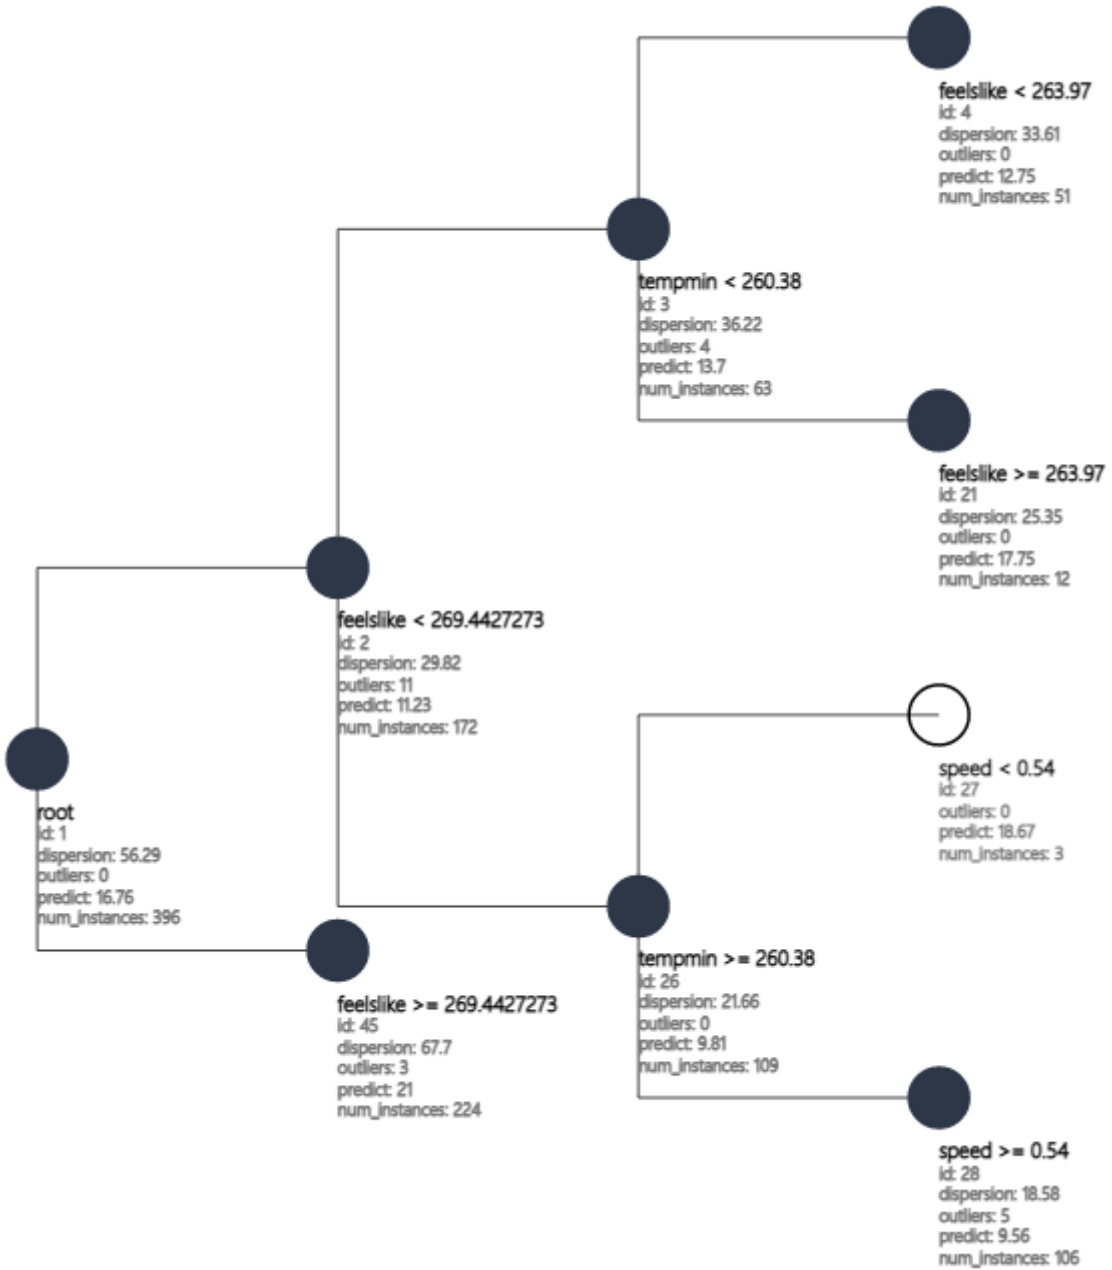 feelslike < 263.97
id: 4
dispersion: 33.61
outliers: 0
predict: 12.75
num_instances: 51
tempmin < 260.38
id: 3
dispersion: 36.22
outliers: 4
predict: 13.7
num_instances: 63
feelslike >= 263.97
id: 21
dispersion: 25.35
outliers: 0
predict: 17.75
num_instances: 12
feelslike < 269.4427273
id: 2
dispersion: 29.82
outliers: 11
predict: 11.23
num_instances: 172
speed < 0.54
id: 27
outliers: 0
predict: 18.67
num_instances: 3
root
id: 1
dispersion: 56.29
outliers: 0
predict: 16.76
num_instances: 396
tempmin >= 260.38
id: 26
dispersion: 21.66
outliers: 0
predict: 9.81
num_instances: 109
feelslike >= 269.4427273
id: 45
dispersion: 67.7
outliers: 3
predict: 21
num_instances: 224
speed >= 0.54
id: 28
dispersion: 18.58
outliers: 5
predict: 9.56
num_instances: 106